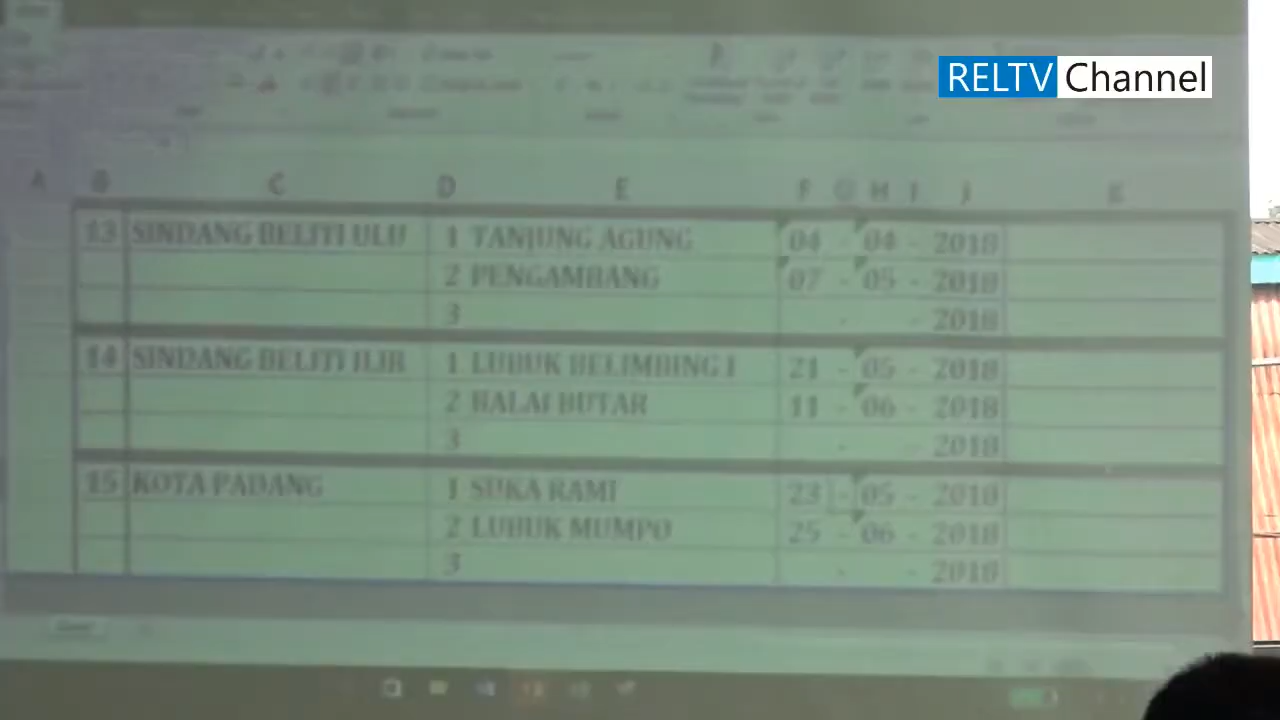 RELTV Channel
A B C D E F G H I J K
13 SINDANG BELITI ULU 1 TANJUNG AGUNG 04 - 04 - 2018
2 PENGAMBANG 07 - 05 - 2018
3 - - 2018
14 SINDANG BELITI ILIR 1 LUBUK BELIMBING I 21 - 05 - 2018
2 BALAI BUTAR 11 - 06 - 2018
3 - - 2018
15 KOTA PADANG 1 SUKA RAMI 23 - 05 - 2018
2 LUBUK MUMPO 25 - 06 - 2018
3 - - 2018